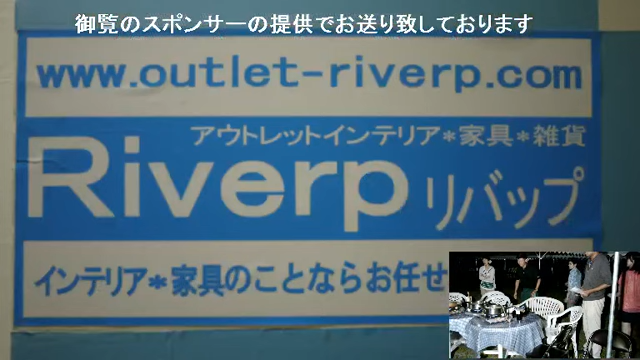 御覧のスポンサーの提供でお送り致しております
www.outlet-riverp.com
アウトレットインテリア*家具*雑貨
Riverp リバップ
インテリア*家具のことならお任せ